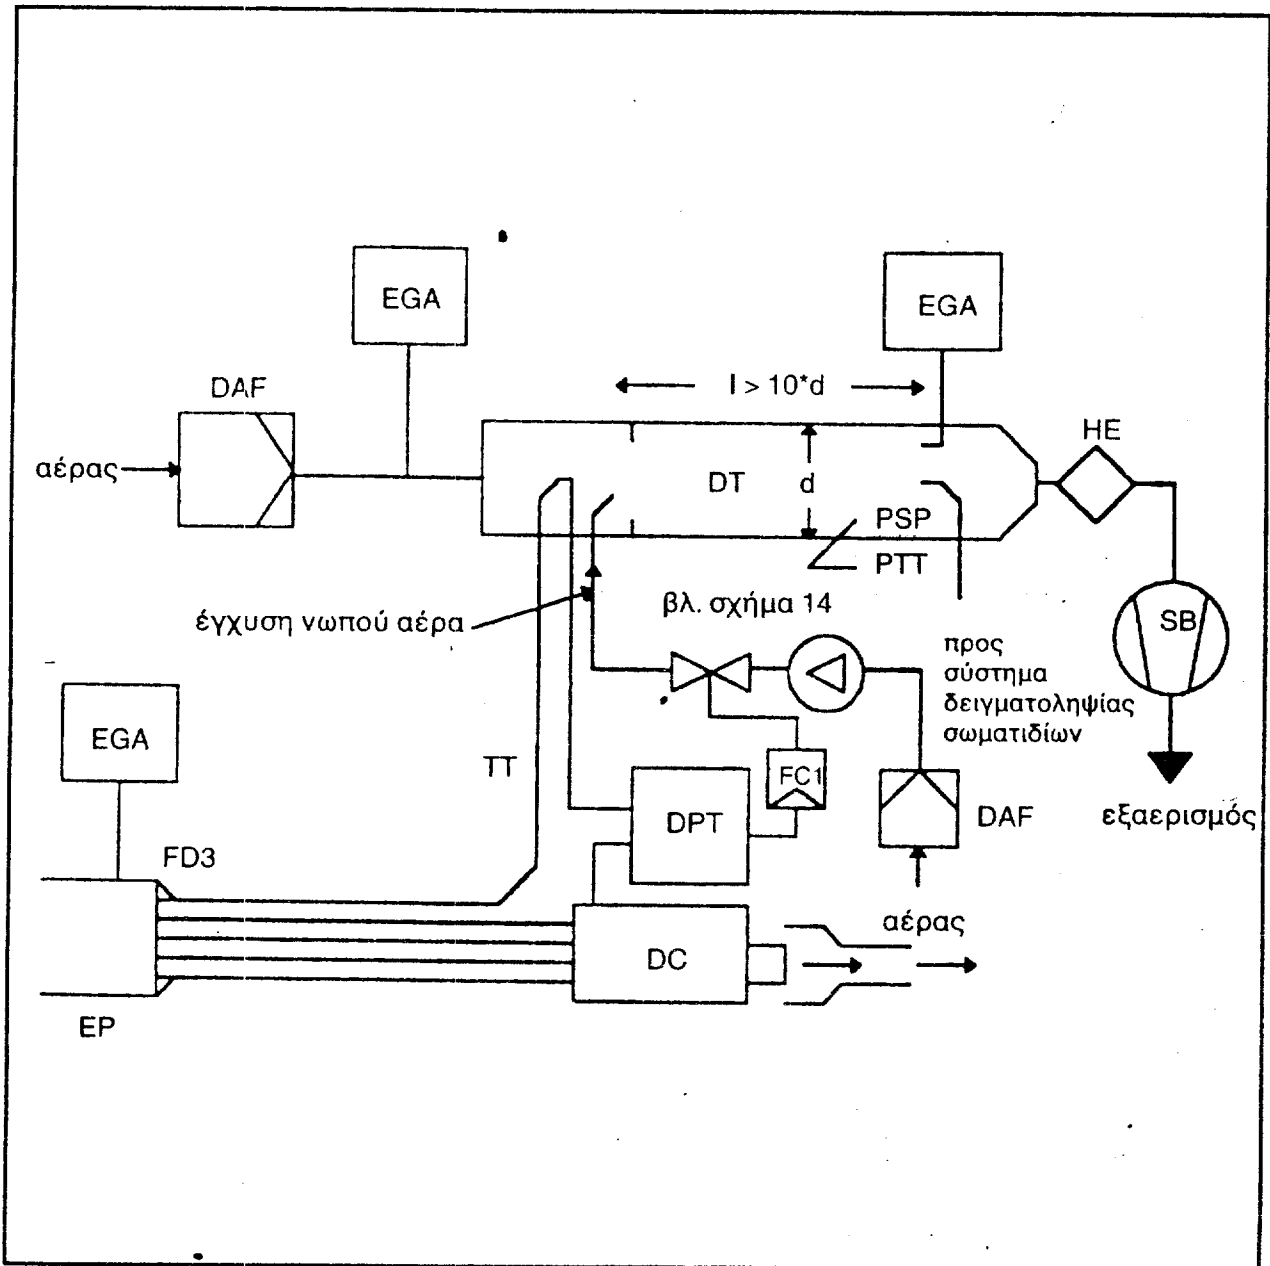 EGA
EGA
DAF
l > 10*d
HE
αέρας
DT
d
PSP
PTT
έγχυση νωπού αέρα
βλ. σχήμα 14
SB
προς
σύστημα
δειγματοληψίας
σωματιδίων
EGA
TT
FC1
DPT
DAF
εξαερισμός
FD3
αέρας
DC
EP